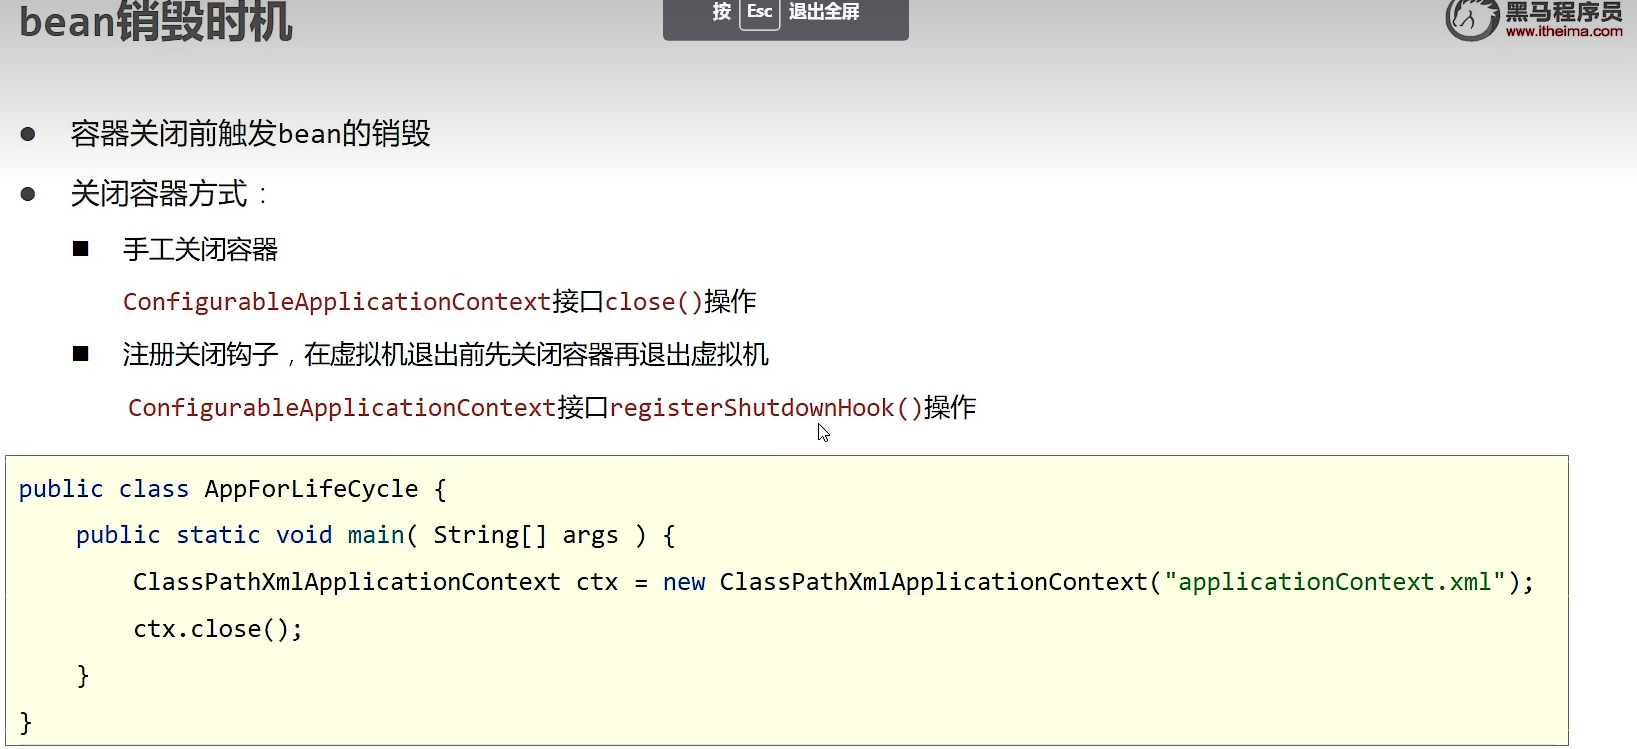 bean销毁时机
按 Esc 退出全屏
黑马程序员
www.itheima.com
● 容器关闭前触发bean的销毁
● 关闭容器方式：
■ 手工关闭容器
ConfigurableApplicationContext接口close()操作
■ 注册关闭钩子，在虚拟机退出前先关闭容器再退出虚拟机
ConfigurableApplicationContext接口registerShutdownHook()操作
public class AppForLifeCycle {
    public static void main( String[] args ) {
        ClassPathXmlApplicationContext ctx = new ClassPathXmlApplicationContext("applicationContext.xml");
        ctx.close();
    }
}